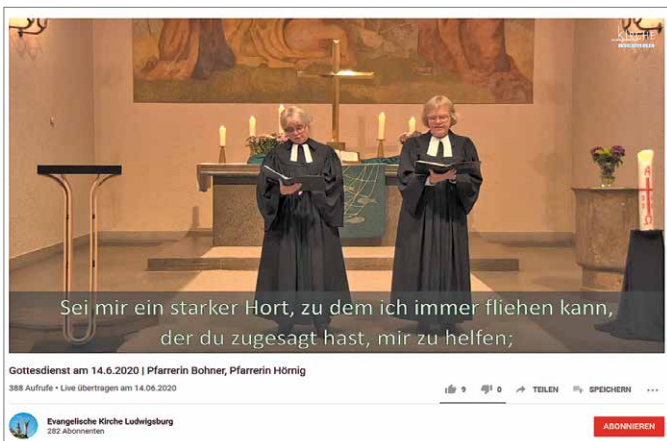 KIRCHE
Sei mir ein starker Hort, zu dem ich immer fliehen kann,
der du zugesagt hast, mir zu helfen;
Gottesdienst am 14.6.2020 | Pfarrerin Bohner, Pfarrerin Hörnig
388 Aufrufe • Live übertragen am 14.06.2020
9 0 TEILEN SPEICHERN ...
Evangelische Kirche Ludwigsburg
282 Abonnenten
ABONNIEREN